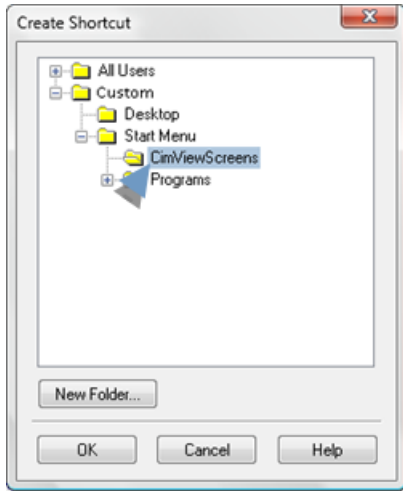 Create Shortcut
All Users
Custom
Desktop
Start Menu
CimViewScreens
Programs
New Folder...
OK
Cancel
Help